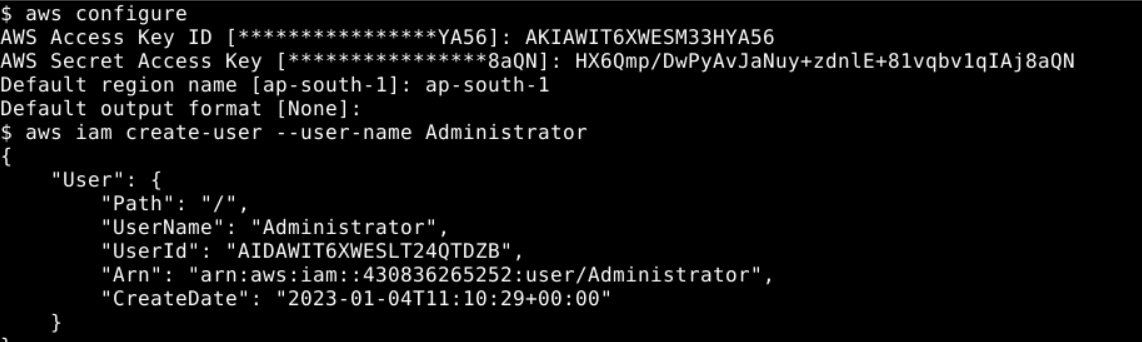 $ aws configure
AWS Access Key ID [****************YA56]: AKIAWIT6XWESM33HYA56
AWS Secret Access Key [****************8aQN]: 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
Default region name [ap-south-1]: ap-south-1
Default output format [None]:
$ aws iam create-user --user-name Administrator
{
    "User": {
        "Path": "/",
        "UserName": "Administrator",
        "UserId": "AIDAWIT6XWESLT24QTDZB",
        "Arn": "arn:aws:iam::430836265252:user/Administrator",
        "CreateDate": "2023-01-04T11:10:29+00:00"
    }
}